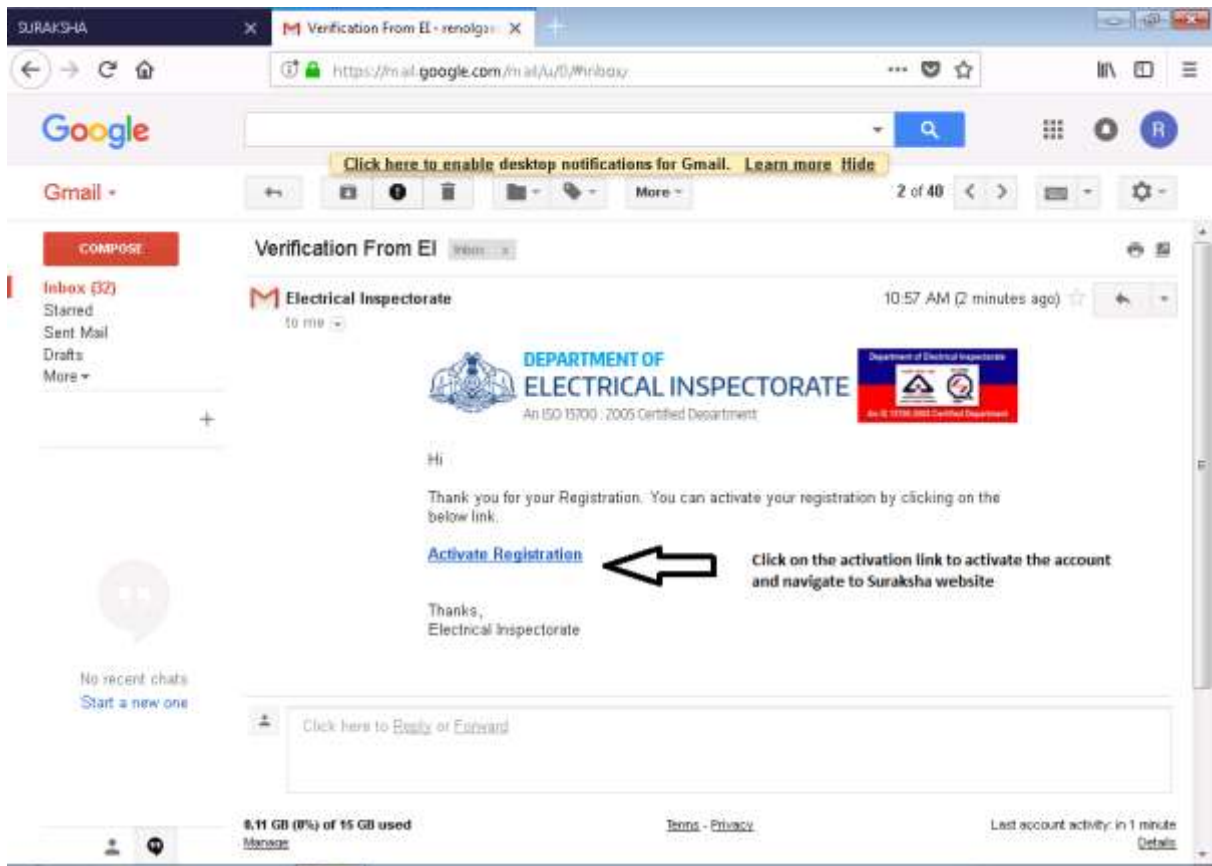 SURAKSHA
Verification From EI - renolga
https://mail.google.com/mail/u/0/#inbox/
Google
R
Click here to enable desktop notifications for Gmail. Learn more Hide
Gmail
More
2 of 40
COMPOSE
Verification From EI Inbox x
Inbox (32)
Starred
Sent Mail
Drafts
More
Electrical Inspectorate
10:57 AM (2 minutes ago)
to me
DEPARTMENT OF
ELECTRICAL INSPECTORATE
An ISO 15700 : 2005 Certified Department
Department of Electrical Inspectorate
Hi
Thank you for your Registration. You can activate your registration by clicking on the
below link.
Activate Registration
Click on the activation link to activate the account
and navigate to Suraksha website
Thanks,
Electrical Inspectorate
No recent chats
Start a new one
Click here to Reply or Forward
0.11 GB (0%) of 15 GB used
Manage
Terms - Privacy
Last account activity: in 1 minute
Details